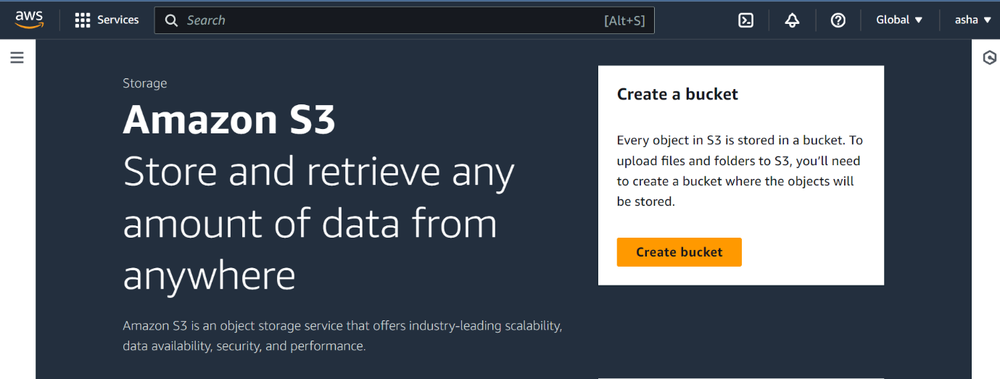 aws
Services
Search
[Alt+S]
Global
asha
Storage
Amazon S3
Store and retrieve any
amount of data from
anywhere
Amazon S3 is an object storage service that offers industry-leading scalability,
data availability, security, and performance.
Create a bucket
Every object in S3 is stored in a bucket. To
upload files and folders to S3, you’ll need
to create a bucket where the objects will
be stored.
Create bucket